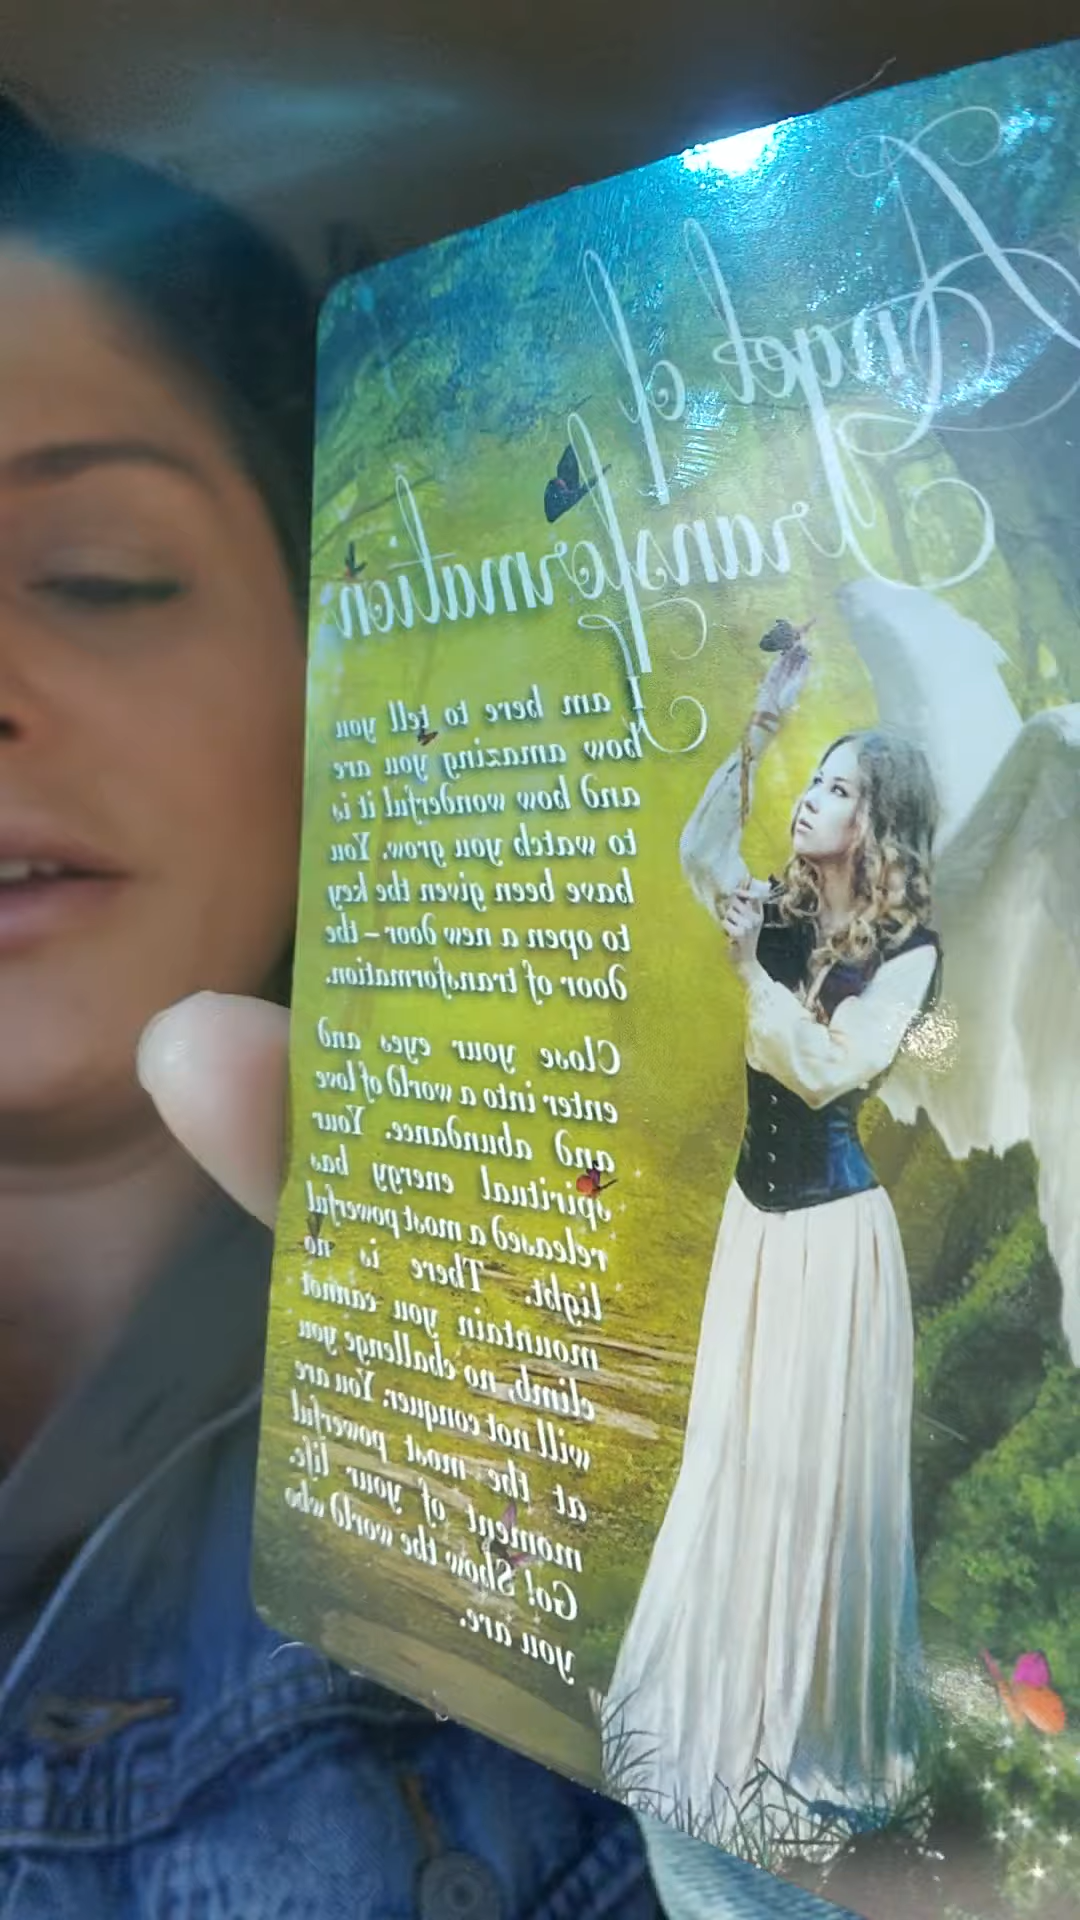 Angel of
Transformation
I am here to tell you
how amazing you are
and how wonderful it is
to watch you grow. You
have been given the key
to open a new door – the
door of transformation.
Close your eyes and
enter into a world of love
and abundance. Your
spiritual energy has
released a most powerful
light. There is no
mountain you cannot
climb, no challenge you
will not conquer. You are
at the most powerful
moment of your life.
Go! Show the world who
you are.